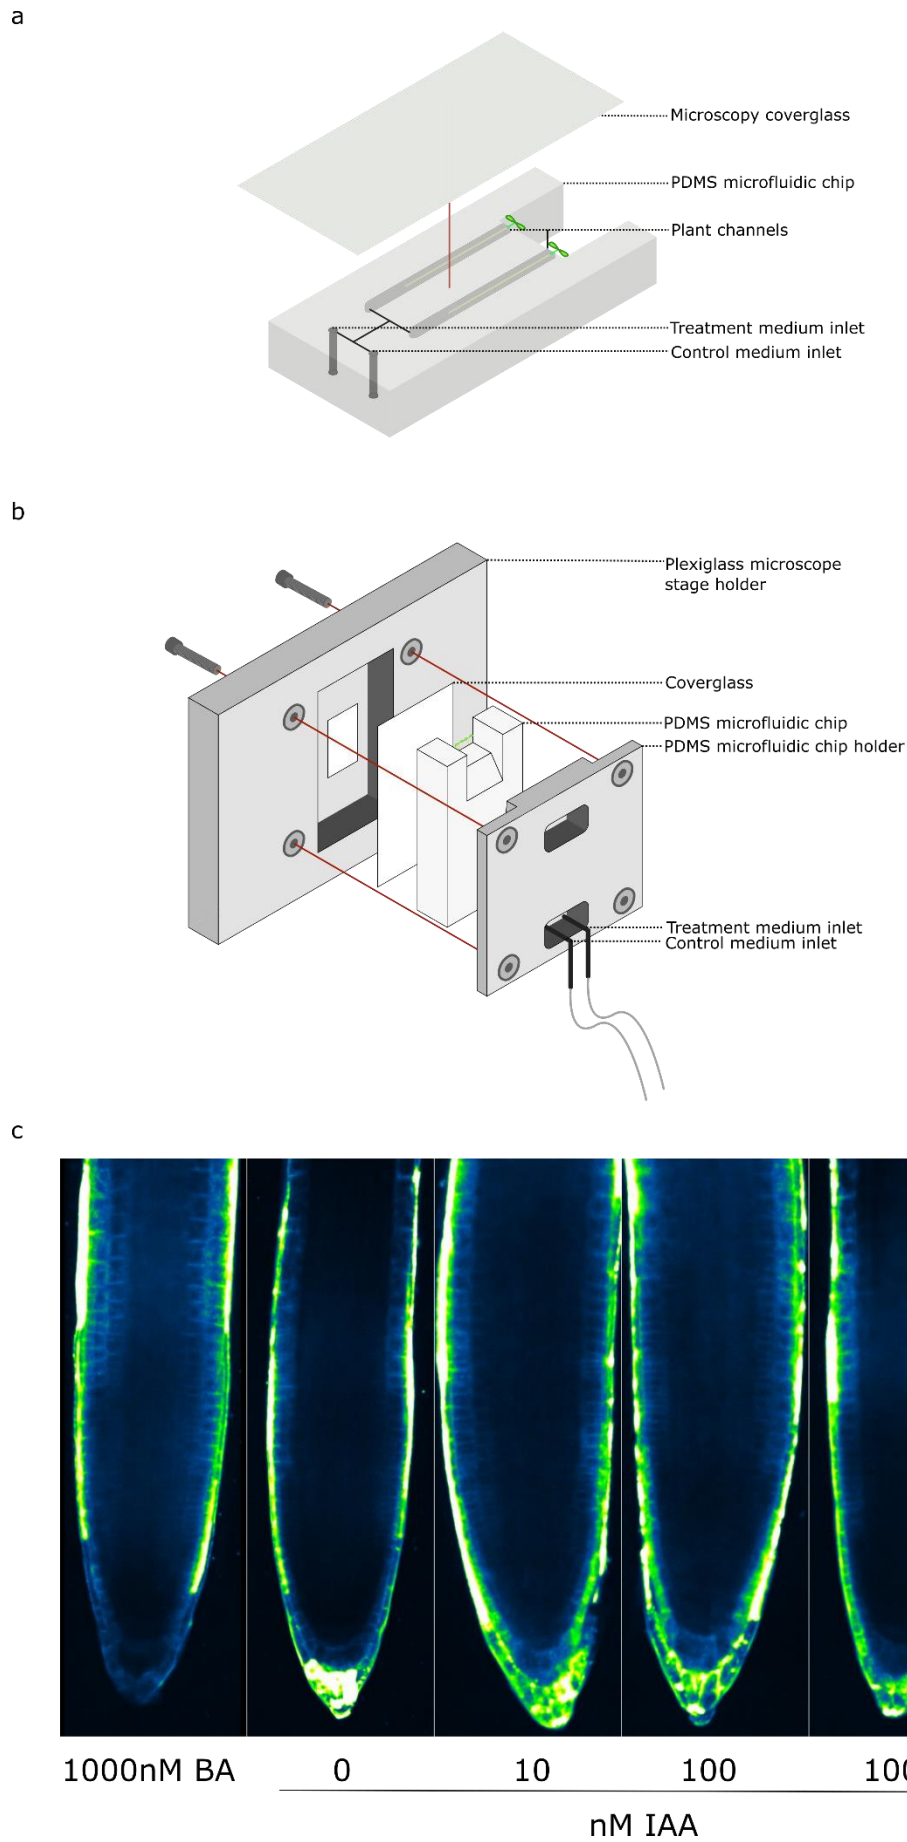 a
Microscopy coverglass
PDMS microfluidic chip
Plant channels
Treatment medium inlet
Control medium inlet
b
Plexiglass microscope
stage holder
Coverglass
PDMS microfluidic chip
PDMS microfluidic chip holder
Treatment medium inlet
Control medium inlet
c
1000nM BA 0 10 100
nM IAA